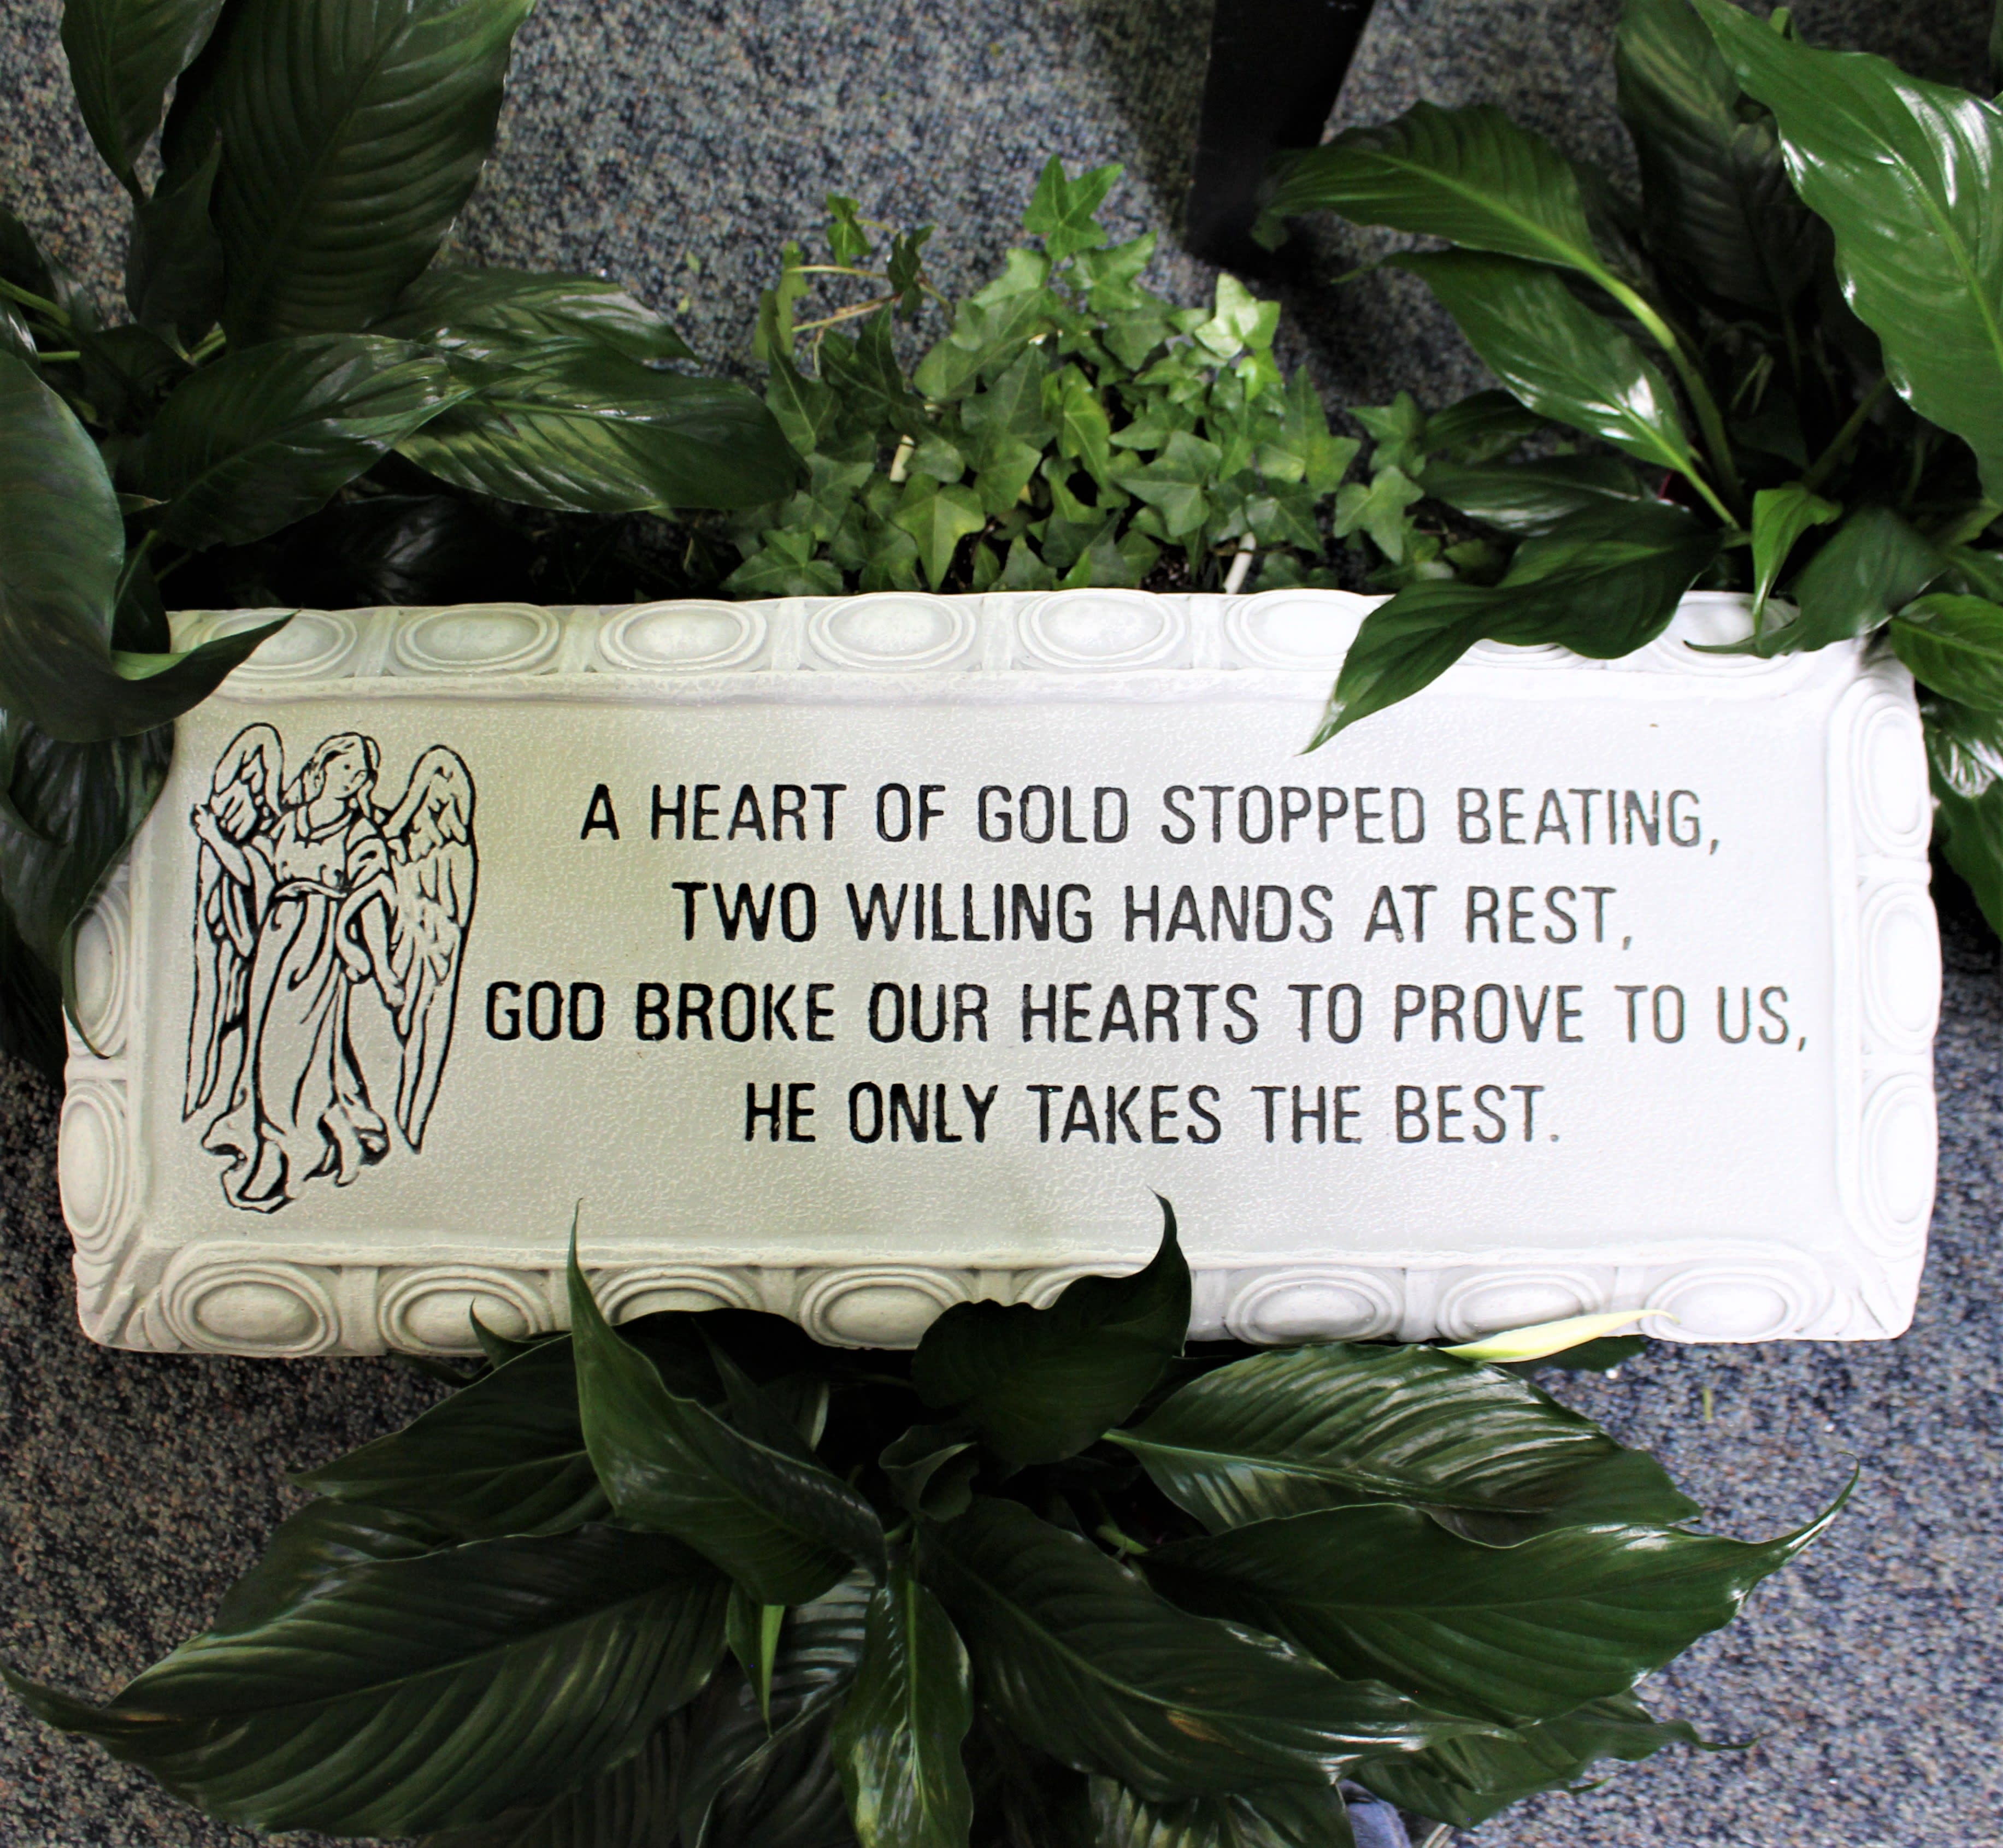 A HEART OF GOLD STOPPED BEATING,
TWO WILLING HANDS AT REST,
GOD BROKE OUR HEARTS TO PROVE TO US,
HE ONLY TAKES THE BEST.